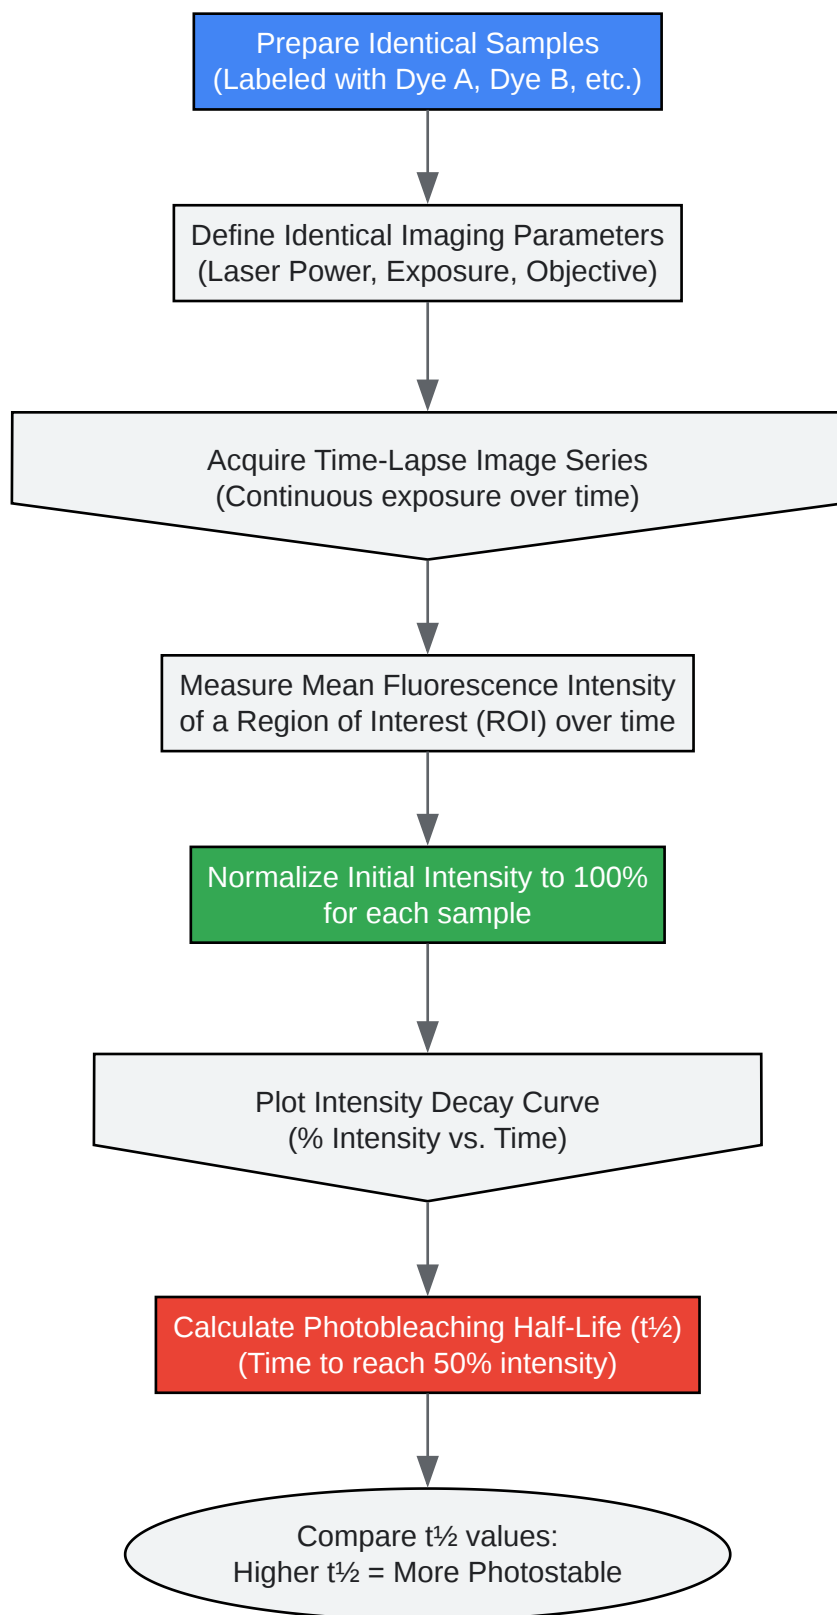 Prepare Identical Samples
(Labeled with Dye A, Dye B, etc.)
Define Identical Imaging Parameters
(Laser Power, Exposure, Objective)
Acquire Time-Lapse Image Series
(Continuous exposure over time)
Measure Mean Fluorescence Intensity
of a Region of Interest (ROI) over time
Normalize Initial Intensity to 100%
for each sample
Plot Intensity Decay Curve
(% Intensity vs. Time)
Calculate Photobleaching Half-Life (t½)
(Time to reach 50% intensity)
Compare t½ values:
Higher t½ = More Photostable